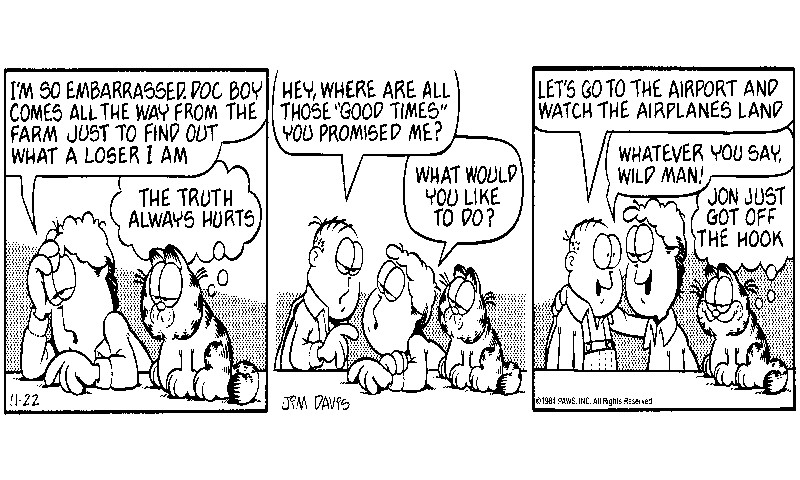 I'M SO EMBARRASSED. DOC BOY
COMES ALL THE WAY FROM THE
FARM JUST TO FIND OUT
WHAT A LOSER I AM
THE TRUTH
ALWAYS HURTS
11-22
HEY, WHERE ARE ALL
THOSE "GOOD TIMES"
YOU PROMISED ME?
WHAT WOULD
YOU LIKE
TO DO?
JIM DAVIS
LET'S GO TO THE AIRPORT AND
WATCH THE AIRPLANES LAND
WHATEVER YOU SAY,
WILD MAN!
JON JUST
GOT OFF
THE HOOK
©1984 PAWS, INC. All Rights Reserved